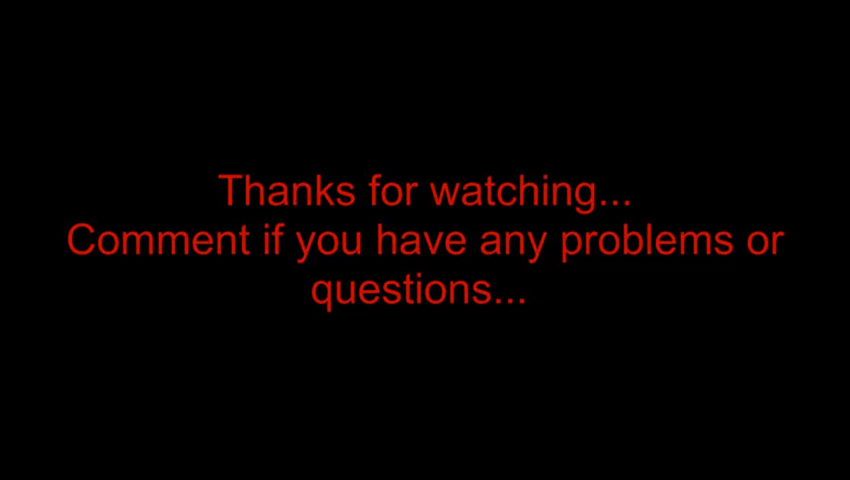 Thanks for watching...
Comment if you have any problems or
questions...